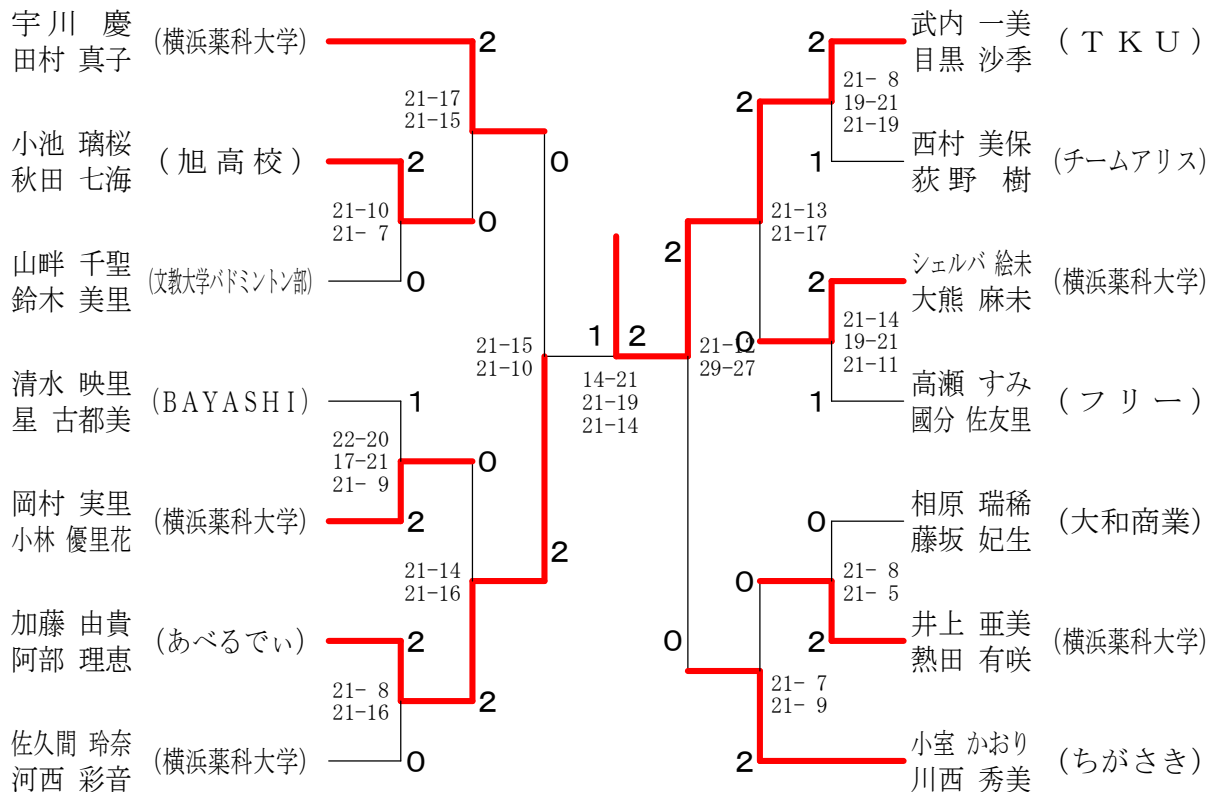 宇川 慶
田村 真子
(横浜薬科大学)
2
21-17
21-15
小池 璃桜
秋田 七海
(旭高校)
2
0
21-10
21- 7
0
山畔 千聖
鈴木 美里
(文教大学バドミントン部)
0
21-15
21-10
清水 映里
星 古都美
(BAYASHI)
1
22-20
17-21
21- 9
0
岡村 実里
小林 優里花
(横浜薬科大学)
2
2
21-14
21-16
加藤 由貴
阿部 理恵
(あべるでぃ)
2
21- 8
21-16
2
佐久間 玲奈
河西 彩音
(横浜薬科大学)
0
1
2
14-21
21-19
21-14
武内 一美
目黒 沙季
(TKU)
2
21- 8
19-21
21-19
2
西村 美保
荻野 樹
(チームアリス)
1
21-13
21-17
2
シェルバ 絵未
大熊 麻未
(横浜薬科大学)
2
21-14
19-21
21-11
0
21-12
29-27
高瀬 すみ
國分 佐友里
(フリー)
1
相原 瑞稀
藤坂 妃生
(大和商業)
0
21- 8
21- 5
0
井上 亜美
熱田 有咲
(横浜薬科大学)
2
0
21- 7
21- 9
小室 かおり
川西 秀美
(ちがさき)
2